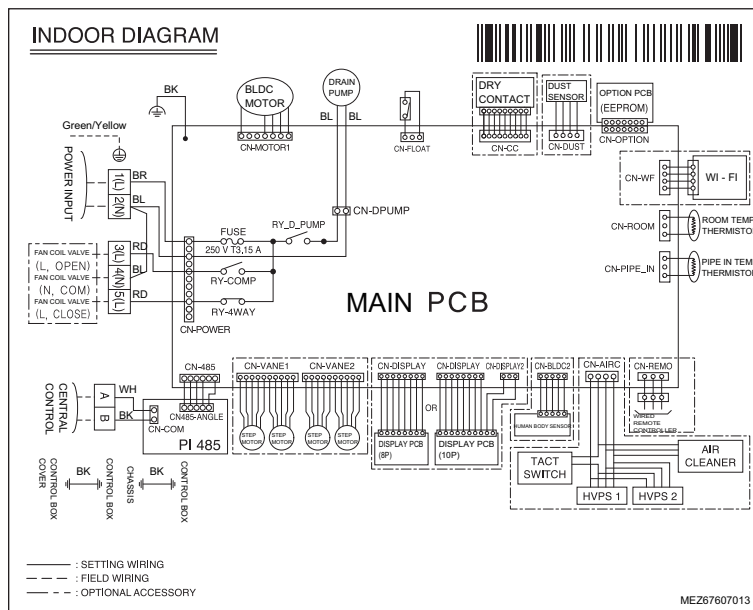 INDOOR DIAGRAM
BK
BLDC
MOTOR
CN-MOTOR1
DRAIN
PUMP
BL
BL
CN-FLOAT
DRY
CONTACT
CN-CC
DUST
SENSOR
CN-DUST
OPTION PCB
(EEPROM)
CN-OPTION
Green/Yellow
POWER INPUT
1(L)
BR
2(N)
BL
3(L)
RD
4(N)
BL
5(L)
RD
FAN COIL VALVE
(L, OPEN)
FAN COIL VALVE
(N, COM)
FAN COIL VALVE
(L, CLOSE)
CN-POWER
FUSE
250 V T3,15 A
RY_D_PUMP
RY-COMP
RY-4WAY
CN-DPUMP
CN-WF
WI - FI
CN-ROOM
ROOM TEMP
THERMISTOR
CN-PIPE_IN
PIPE IN TEMP
THERMISTOR
MAIN PCB
CENTRAL
CONTROL
A
WH
B
BK
CN-COM
CN-485
CN485-ANGLE
PI 485
CN-VANE1
CN-VANE2
STEP
MOTOR
STEP
MOTOR
STEP
MOTOR
STEP
MOTOR
CN-DISPLAY
CN-DISPLAY
CN-DISPLAY2
OR
DISPLAY PCB
(8P)
DISPLAY PCB
(10P)
CN-BLDC2
HUMAN BODY SENSOR
CN-AIRC
CN-REMO
WIRED
REMOTE
CONTROLLER
TACT
SWITCH
AIR
CLEANER
HVPS 1
HVPS 2
CONTROL BOX
COVER
BK
CONTROL BOX
CHASSIS
BK
CONTROL BOX
: SETTING WIRING
: FIELD WIRING
: OPTIONAL ACCESSORY
MEZ67607013